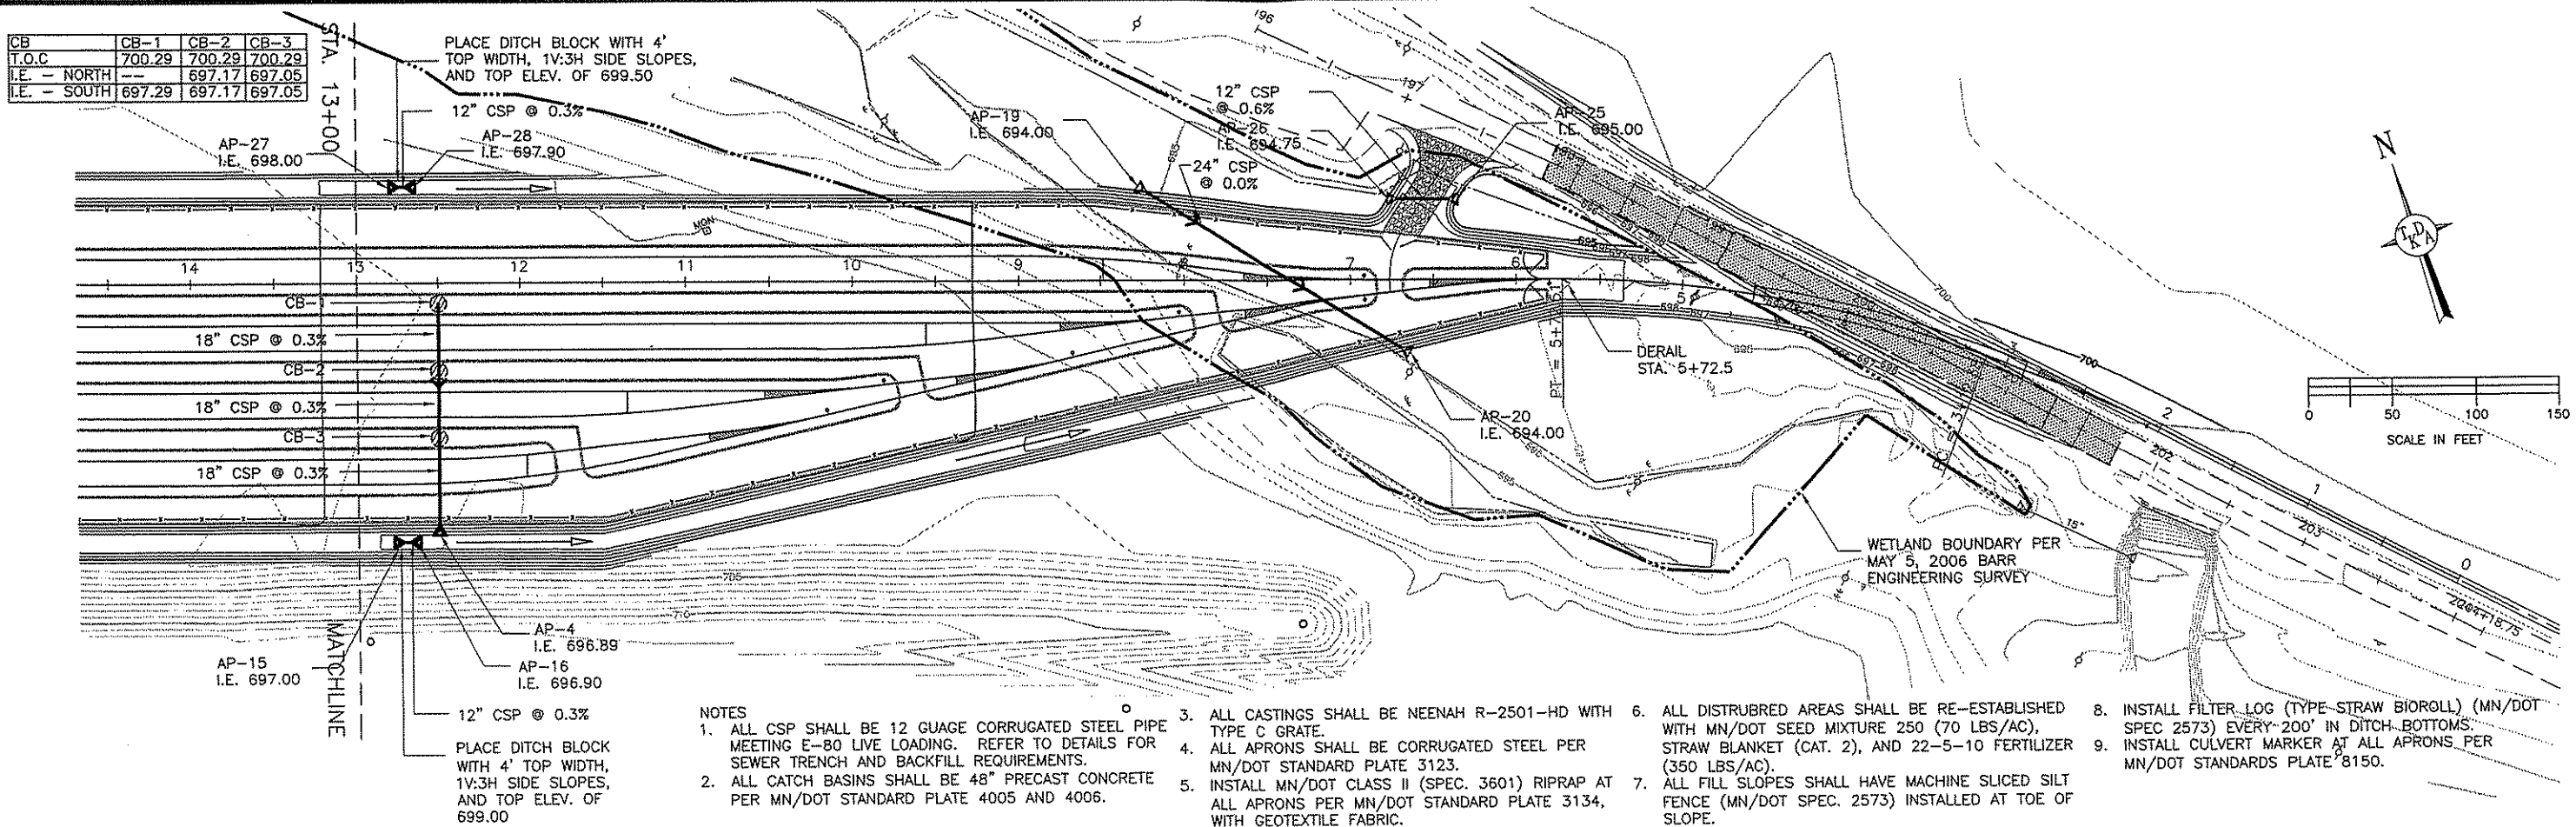 CB CB-1 CB-2 CB-3
T.O.C 700.29 700.29 700.29
I.E. - NORTH -- 697.17 697.05
I.E. - SOUTH 697.29 697.17 697.05
STA. 13+00
MATCHLINE
PLACE DITCH BLOCK WITH 4'
TOP WIDTH, 1V:3H SIDE SLOPES,
AND TOP ELEV. OF 699.50
12" CSP @ 0.3%
AP-27
I.E. 698.00
AP-28
I.E. 697.90
AP-19
I.E. 694.00
24" CSP
@ 0.0%
12" CSP
@ 0.6%
AP-26
I.E. 694.75
AP-25
I.E. 695.00
196
197
N
TKDA
MON
14 13 12 11 10 9 8 7 6 5
CB-1
18" CSP @ 0.3%
CB-2
18" CSP @ 0.3%
CB-3
18" CSP @ 0.3%
DERAIL
STA. 5+72.5
AP-20
I.E. 694.00
700
700
3 2 1 0
202
203
15"
0 50 100 150
SCALE IN FEET
WETLAND BOUNDARY PER
MAY 5, 2006 BARR
ENGINEERING SURVEY
705
710
AP-4
I.E. 696.89
AP-15
I.E. 697.00
AP-16
I.E. 696.90
12" CSP @ 0.3%
PLACE DITCH BLOCK
WITH 4' TOP WIDTH,
1V:3H SIDE SLOPES,
AND TOP ELEV. OF
699.00
NOTES
1. ALL CSP SHALL BE 12 GUAGE CORRUGATED STEEL PIPE
MEETING E-80 LIVE LOADING. REFER TO DETAILS FOR
SEWER TRENCH AND BACKFILL REQUIREMENTS.
2. ALL CATCH BASINS SHALL BE 48" PRECAST CONCRETE
PER MN/DOT STANDARD PLATE 4005 AND 4006.
3. ALL CASTINGS SHALL BE NEENAH R-2501-HD WITH
TYPE C GRATE.
4. ALL APRONS SHALL BE CORRUGATED STEEL PER
MN/DOT STANDARD PLATE 3123.
5. INSTALL MN/DOT CLASS II (SPEC. 3601) RIPRAP AT
ALL APRONS PER MN/DOT STANDARD PLATE 3134,
WITH GEOTEXTILE FABRIC.
6. ALL DISTRUBRED AREAS SHALL BE RE-ESTABLISHED
WITH MN/DOT SEED MIXTURE 250 (70 LBS/AC),
STRAW BLANKET (CAT. 2), AND 22-5-10 FERTILIZER
(350 LBS/AC).
7. ALL FILL SLOPES SHALL HAVE MACHINE SLICED SILT
FENCE (MN/DOT SPEC. 2573) INSTALLED AT TOE OF
SLOPE.
8. INSTALL FILTER LOG (TYPE STRAW BIOROLL) (MN/DOT
SPEC 2573) EVERY 200' IN DITCH BOTTOMS.
9. INSTALL CULVERT MARKER AT ALL APRONS PER
MN/DOT STANDARDS PLATE 8150.